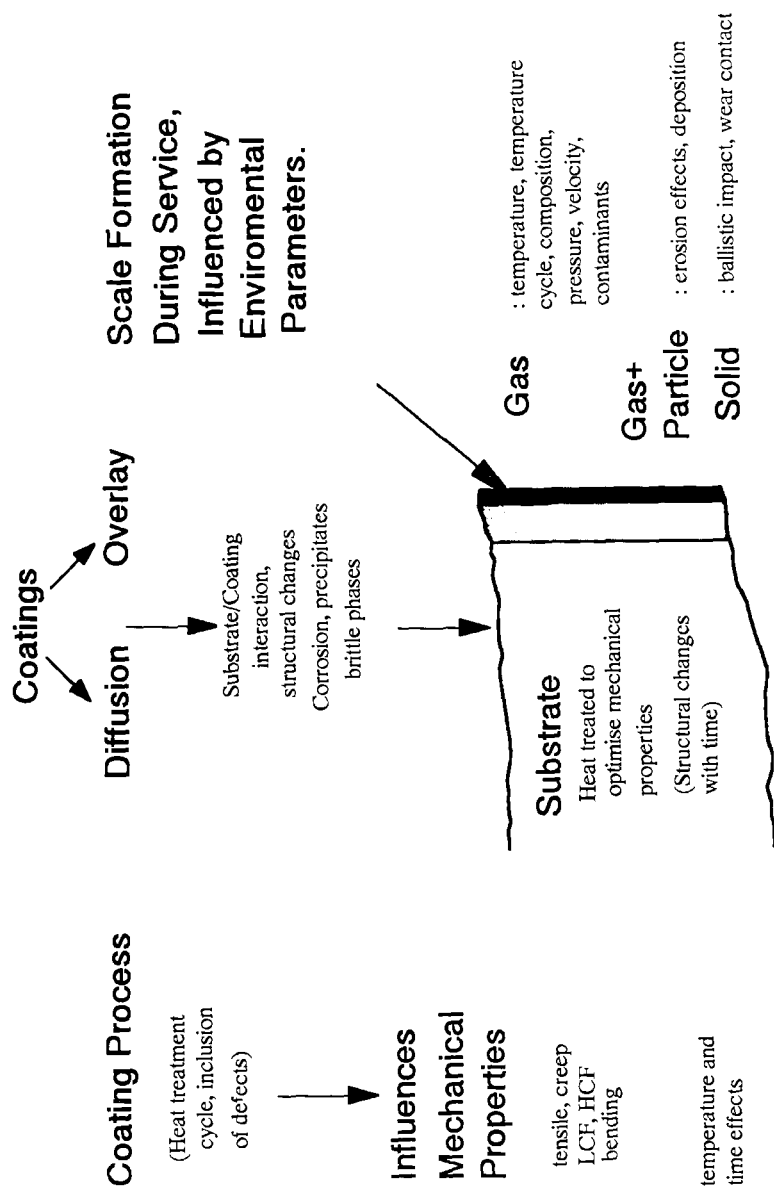 Coating Process
(Heat treatment
cycle, inclusion
of defects)
Influences
Mechanical
Properties
tensile, creep
LCF, HCF
bending
temperature and
time effects
Coatings
Diffusion
Overlay
Substrate/Coating
interaction,
structural changes
Corrosion, precipitates
brittle phases
Substrate
Heat treated to
optimise mechanical
properties
(Structural changes
with time)
Scale Formation
During Service,
Influenced by
Enviromental
Parameters.
Gas
: temperature, temperature
cycle, composition,
pressure, velocity,
contaminants
Gas+
Particle
: erosion effects, deposition
Solid
: ballistic impact, wear contact